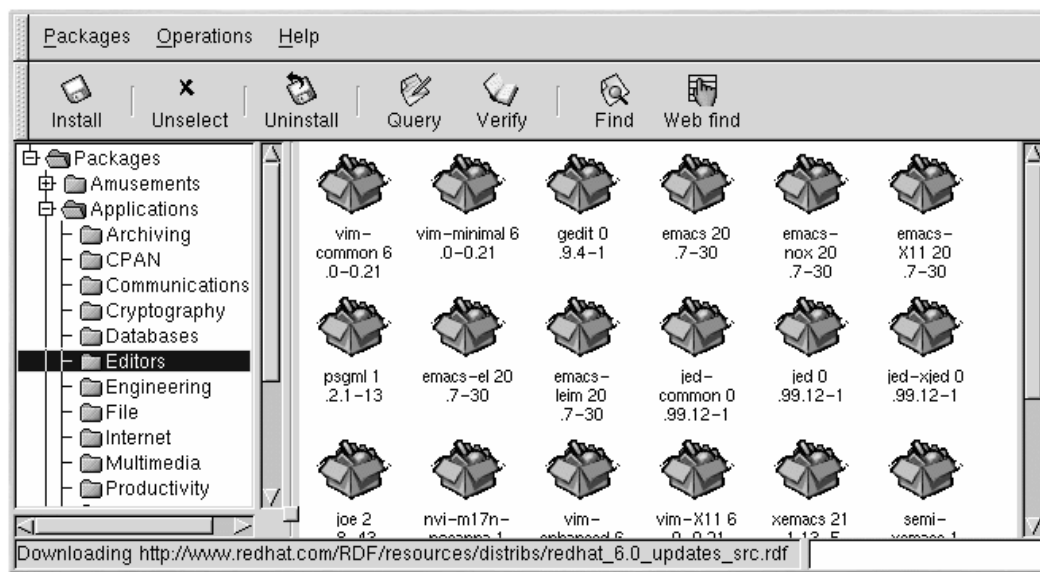 Packages Operations Help
Install Unselect Uninstall Query Verify Find Web find
Packages
Amusements
Applications
Archiving
CPAN
Communications
Cryptography
Databases
Editors
Engineering
File
Internet
Multimedia
Productivity
vim-
common 6
.0-0.21
vim-minimal 6
.0-0.21
gedit 0
.9.4-1
emacs 20
.7-30
emacs-
nox 20
.7-30
emacs-
X11 20
.7-30
psgml 1
.2.1-13
emacs-el 20
.7-30
emacs-
leim 20
.7-30
jed-
common 0
.99.12-1
jed 0
.99.12-1
jed-xjed 0
.99.12-1
joe 2
nvi-m17n-
vim-
vim-X11 6
xemacs 21
semi-
Downloading http://www.redhat.com/RDF/resources/distribs/redhat_6.0_updates_src.rdf